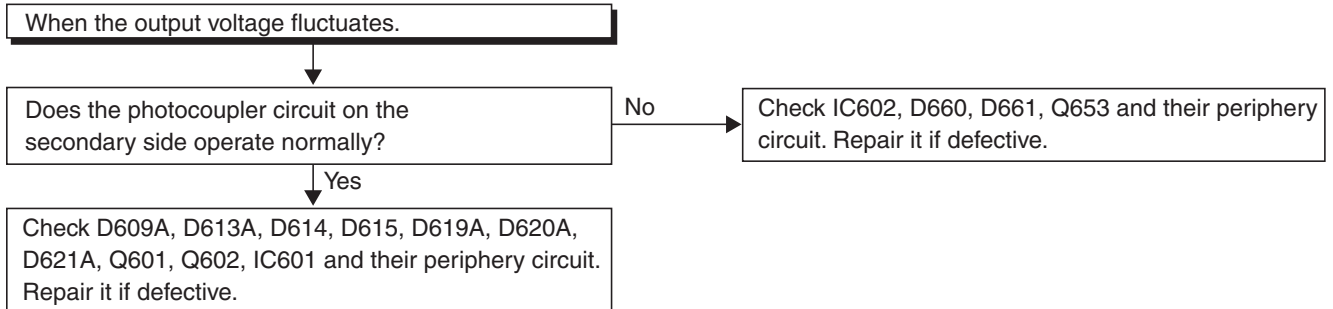 When the output voltage fluctuates.
Does the photocoupler circuit on the
secondary side operate normally?
No
Check IC602, D660, D661, Q653 and their periphery
circuit. Repair it if defective.
Yes
Check D609A, D613A, D614, D615, D619A, D620A,
D621A, Q601, Q602, IC601 and their periphery circuit.
Repair it if defective.